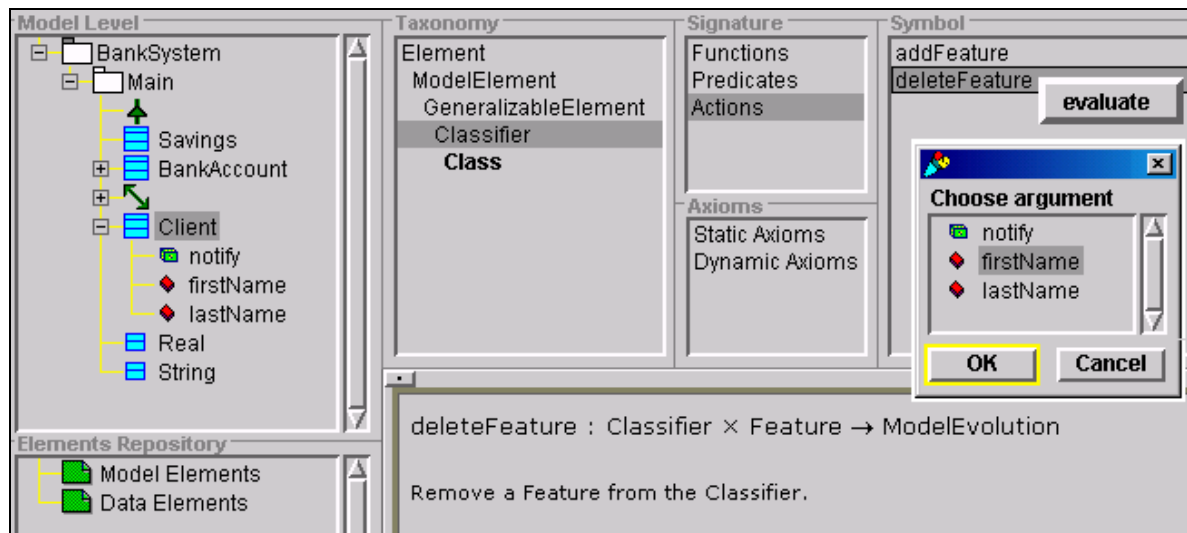 Model Level
BankSystem
Main
Savings
BankAccount
Client
notify
firstName
lastName
Real
String
Elements Repository
Model Elements
Data Elements
Taxonomy
Element
ModelElement
GeneralizableElement
Classifier
Class
Signature
Functions
Predicates
Actions
Axioms
Static Axioms
Dynamic Axioms
Symbol
addFeature
deleteFeature
evaluate
Choose argument
notify
firstName
lastName
OK Cancel
deleteFeature : Classifier × Feature → ModelEvolution
Remove a Feature from the Classifier.